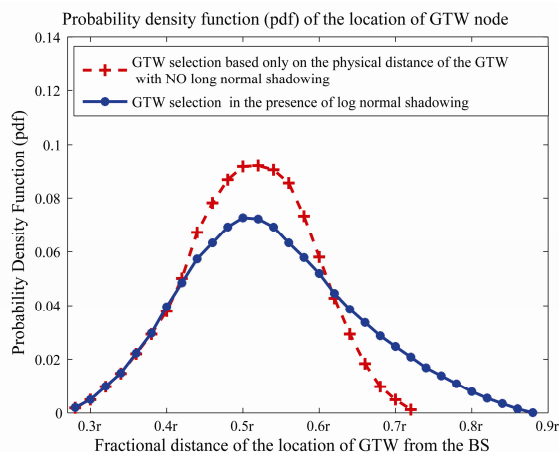 Probability density function (pdf) of the location of GTW node
0.14
0.12
0.1
0.08
0.06
0.04
0.02
0
Probability Density Function (pdf)
GTW selection based only on the physical distance of the GTW
with NO long normal shadowing
GTW selection in the presence of log normal shadowing
0.3r 0.4r 0.5r 0.6r 0.7r 0.8r 0.9r
Fractional distance of the location of GTW from the BS